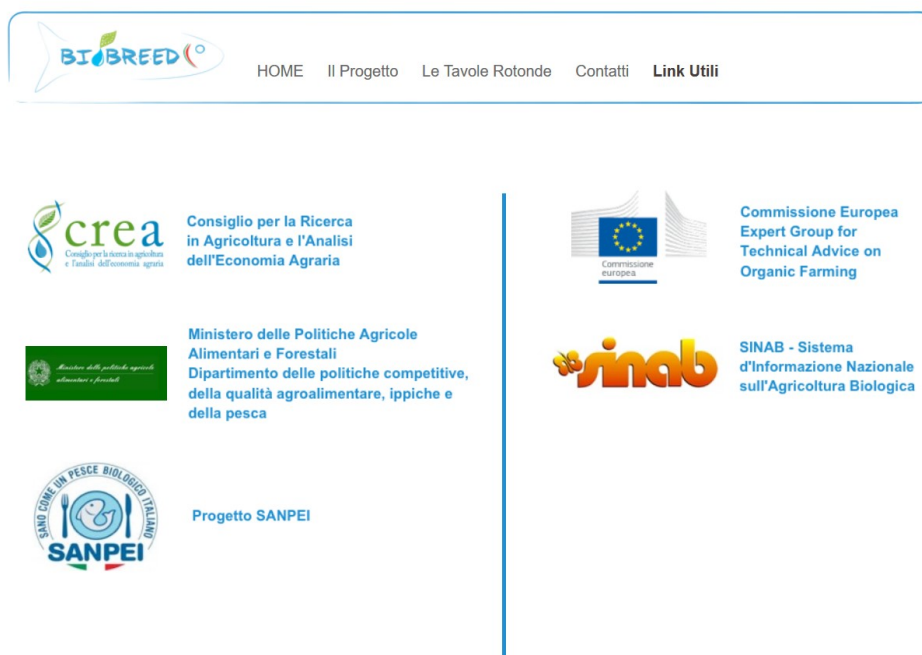 BIOBREED
HOME Il Progetto Le Tavole Rotonde Contatti Link Utili
crea
Consiglio per la ricerca in agricoltura
e l'analisi dell'economia agraria
Consiglio per la Ricerca
in Agricoltura e l'Analisi
dell'Economia Agraria
Ministero delle politiche agricole
alimentari e forestali
Ministero delle Politiche Agricole
Alimentari e Forestali
Dipartimento delle politiche competitive,
della qualità agroalimentare, ippiche e
della pesca
SANO COME UN PESCE BIOLOGICO ITALIANO
SANPEI
Progetto SANPEI
Commissione
europea
Commissione Europea
Expert Group for
Technical Advice on
Organic Farming
sinab
SINAB - Sistema
d'Informazione Nazionale
sull'Agricoltura Biologica